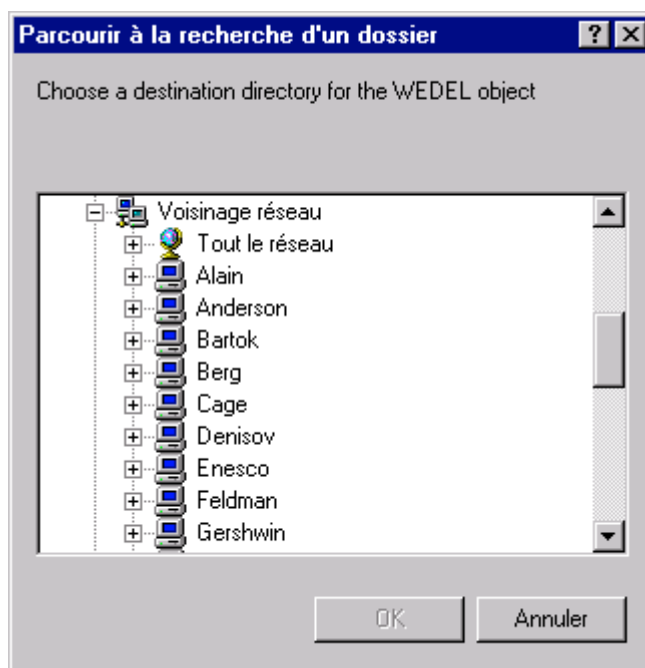 Parcourir à la recherche d'un dossier
Choose a destination directory for the WEDEL object
Voisinage réseau
Tout le réseau
Alain
Anderson
Bartok
Berg
Cage
Denisov
Enesco
Feldman
Gershwin
OK
Annuler